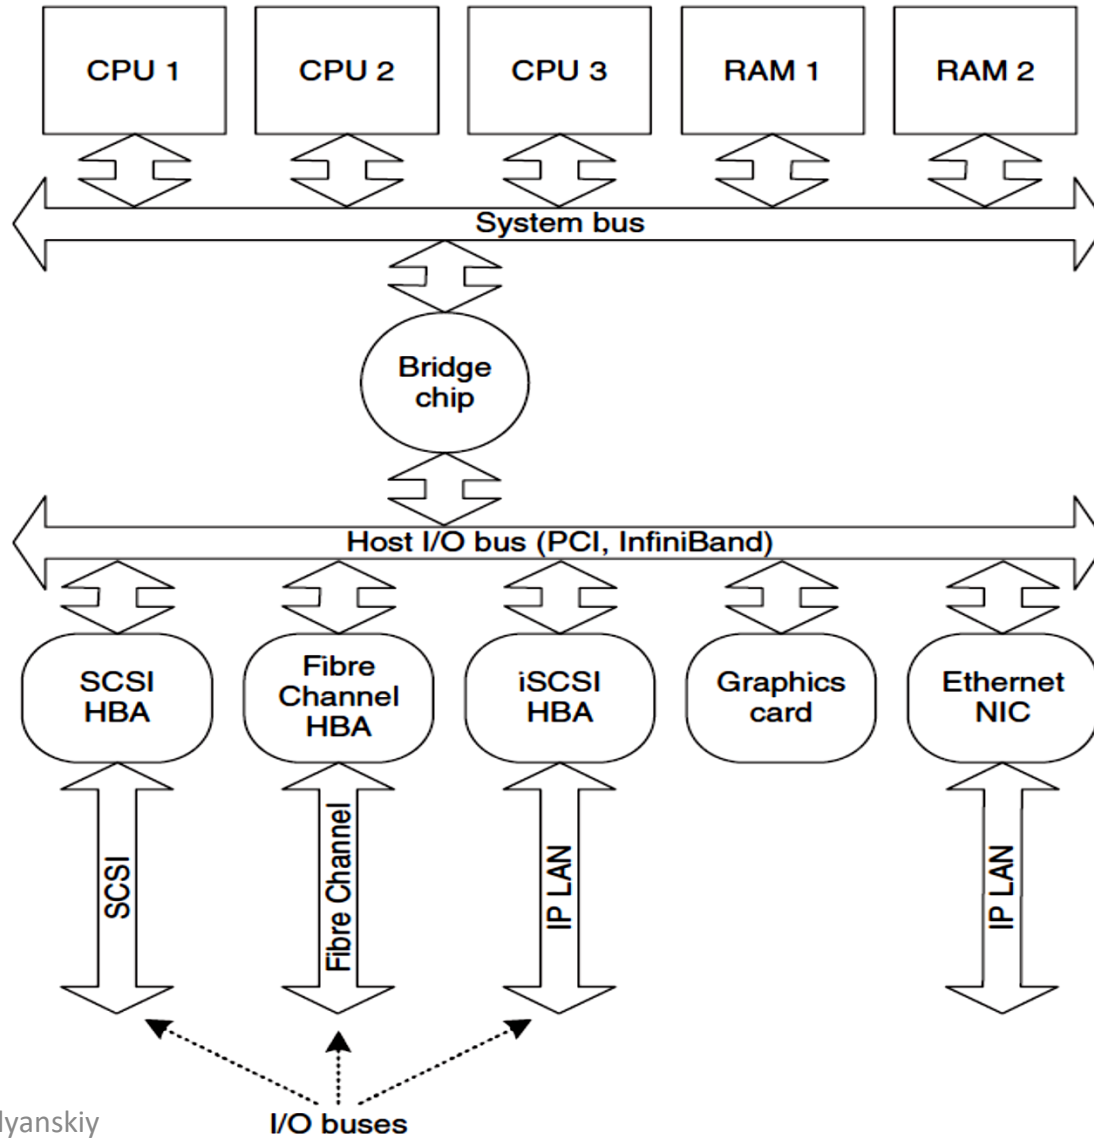 CPU 1
CPU 2
CPU 3
RAM 1
RAM 2
System bus
Bridge
chip
Host I/O bus (PCI, InfiniBand)
SCSI
HBA
Fibre
Channel
HBA
iSCSI
HBA
Graphics
card
Ethernet
NIC
SCSI
Fibre Channel
IP LAN
IP LAN
I/O buses
lyanskiy